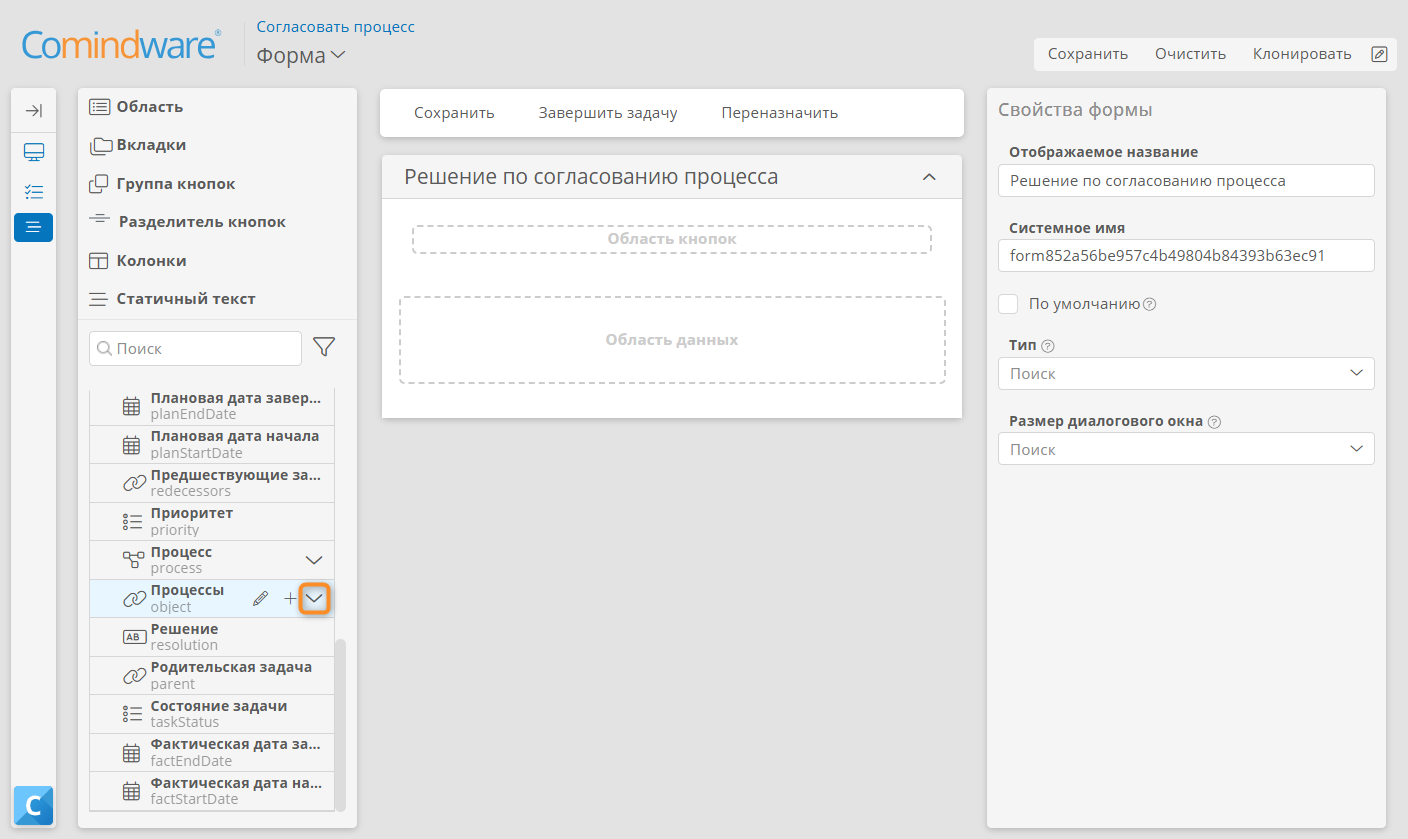 Comindware®
Согласовать процесс
Форма
Сохранить
Очистить
Клонировать
Область
Вкладки
Группа кнопок
Разделитель кнопок
Колонки
Статичный текст
Поиск
Плановая дата завер...
planEndDate
Плановая дата начала
planStartDate
Предшествующие за...
redecessors
Приоритет
priority
Процесс
process
Процессы
object
AB
Решение
resolution
Родительская задача
parent
Состояние задачи
taskStatus
Фактическая дата за...
factEndDate
Фактическая дата на...
factStartDate
C
Сохранить
Завершить задачу
Переназначить
Решение по согласованию процесса
Область кнопок
Область данных
Свойства формы
Отображаемое название
Решение по согласованию процесса
Системное имя
form852a56be957c4b49804b84393b63ec91
По умолчанию ?
Тип ?
Поиск
Размер диалогового окна ?
Поиск